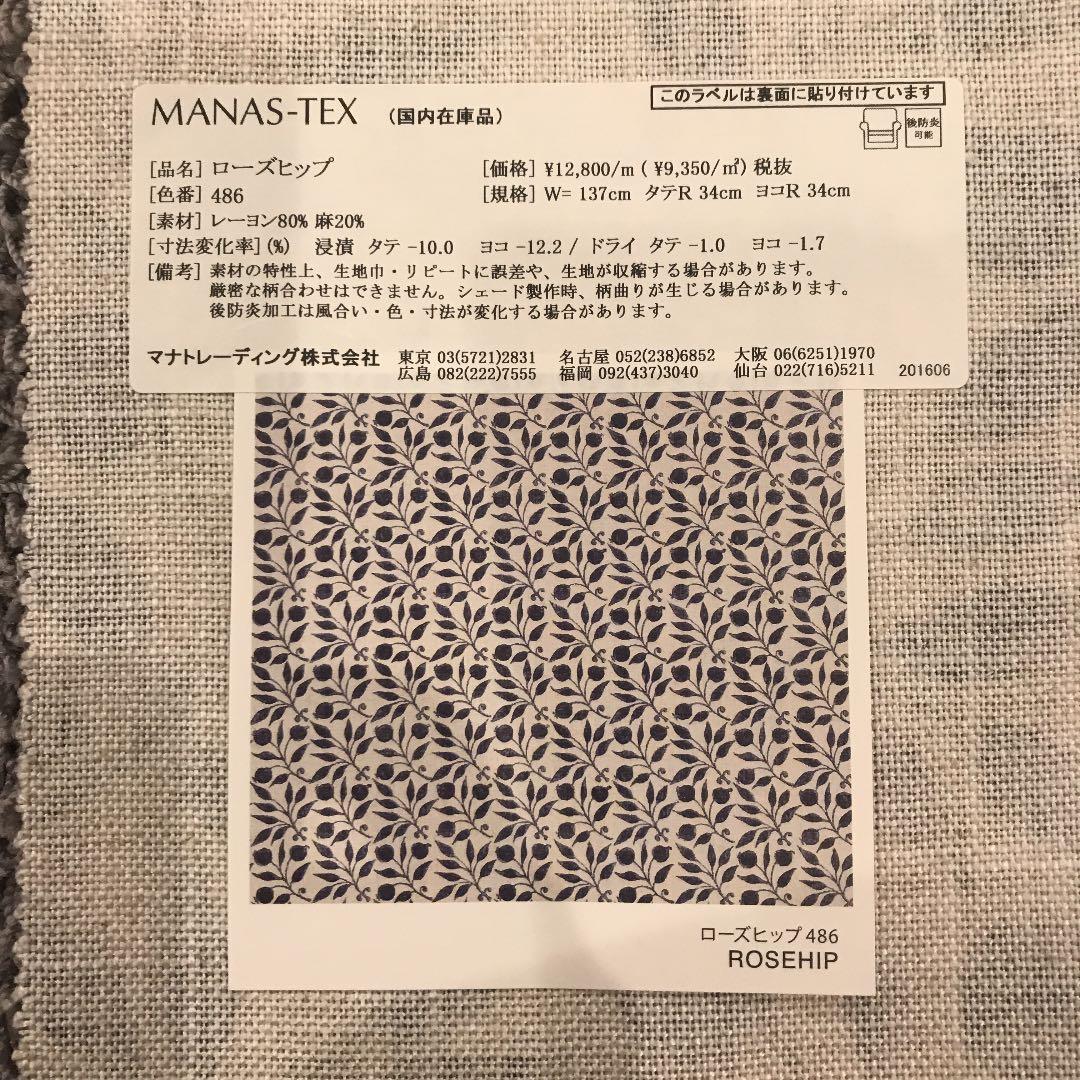 このラベルは裏面に貼り付けています
MANAS-TEX (国内在庫品)
後防炎
可能
[品名] ローズヒップ [価格] ¥12,800/m ( ¥9,350/㎡) 税抜
[色番] 486 [規格] W= 137cm タテR 34cm ヨコR 34cm
[素材] レーヨン80% 麻20%
[寸法変化率] (%) 浸漬 タテ -10.0 ヨコ -12.2 / ドライ タテ -1.0 ヨコ -1.7
[備考] 素材の特性上、生地巾・リピートに誤差や、生地が収縮する場合があります。
厳密な柄合わせはできません。シェード製作時、柄曲りが生じる場合があります。
後防炎加工は風合い・色・寸法が変化する場合があります。
マナトレーディング株式会社 東京 03(5721)2831 名古屋 052(238)6852 大阪 06(6251)1970
広島 082(222)7555 福岡 092(437)3040 仙台 022(716)5211 201606
ローズヒップ 486
ROSEHIP